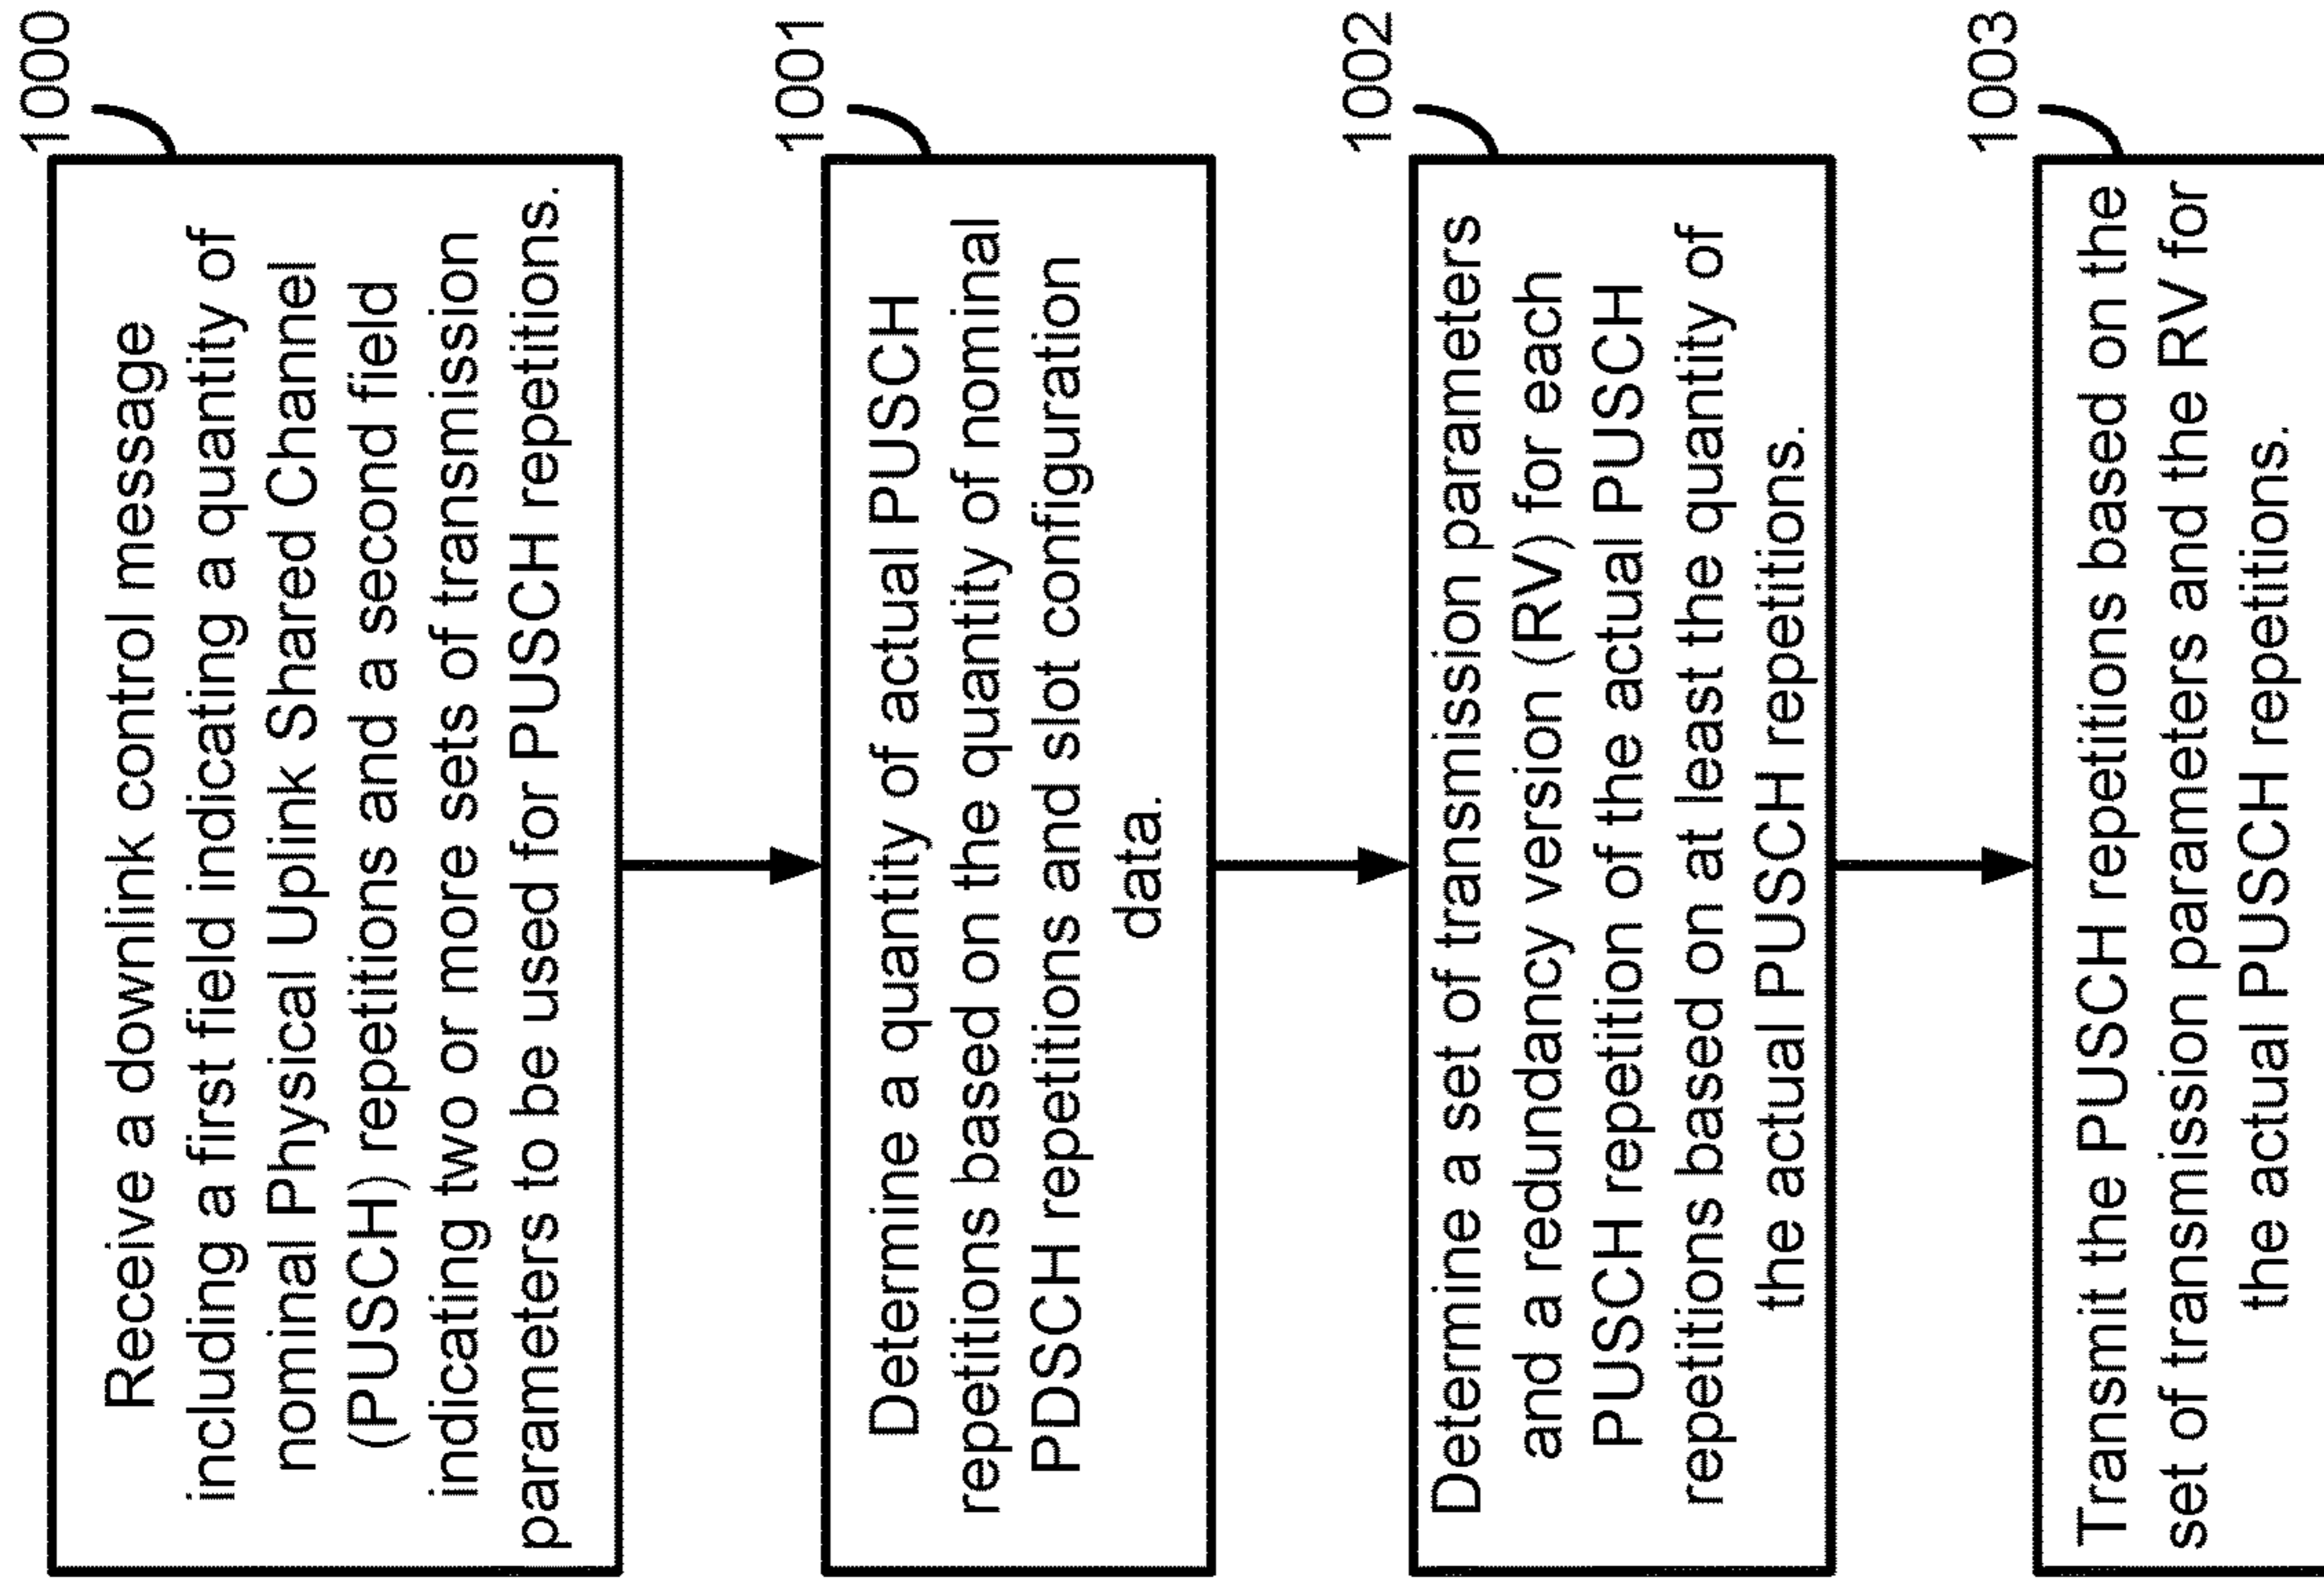 1000
Receive a downlink control message
including a first field indicating a quantity of
nominal Physical Uplink Shared Channel
(PUSCH) repetitions and a second field
indicating two or more sets of transmission
parameters to be used for PUSCH repetitions.
1001
Determine a quantity of actual PUSCH
repetitions based on the quantity of nominal
PDSCH repetitions and slot configuration
data.
1002
Determine a set of transmission parameters
and a redundancy version (RV) for each
PUSCH repetition of the actual PUSCH
repetitions based on at least the quantity of
the actual PUSCH repetitions.
1003
Transmit the PUSCH repetitions based on the
set of transmission parameters and the RV for
the actual PUSCH repetitions.